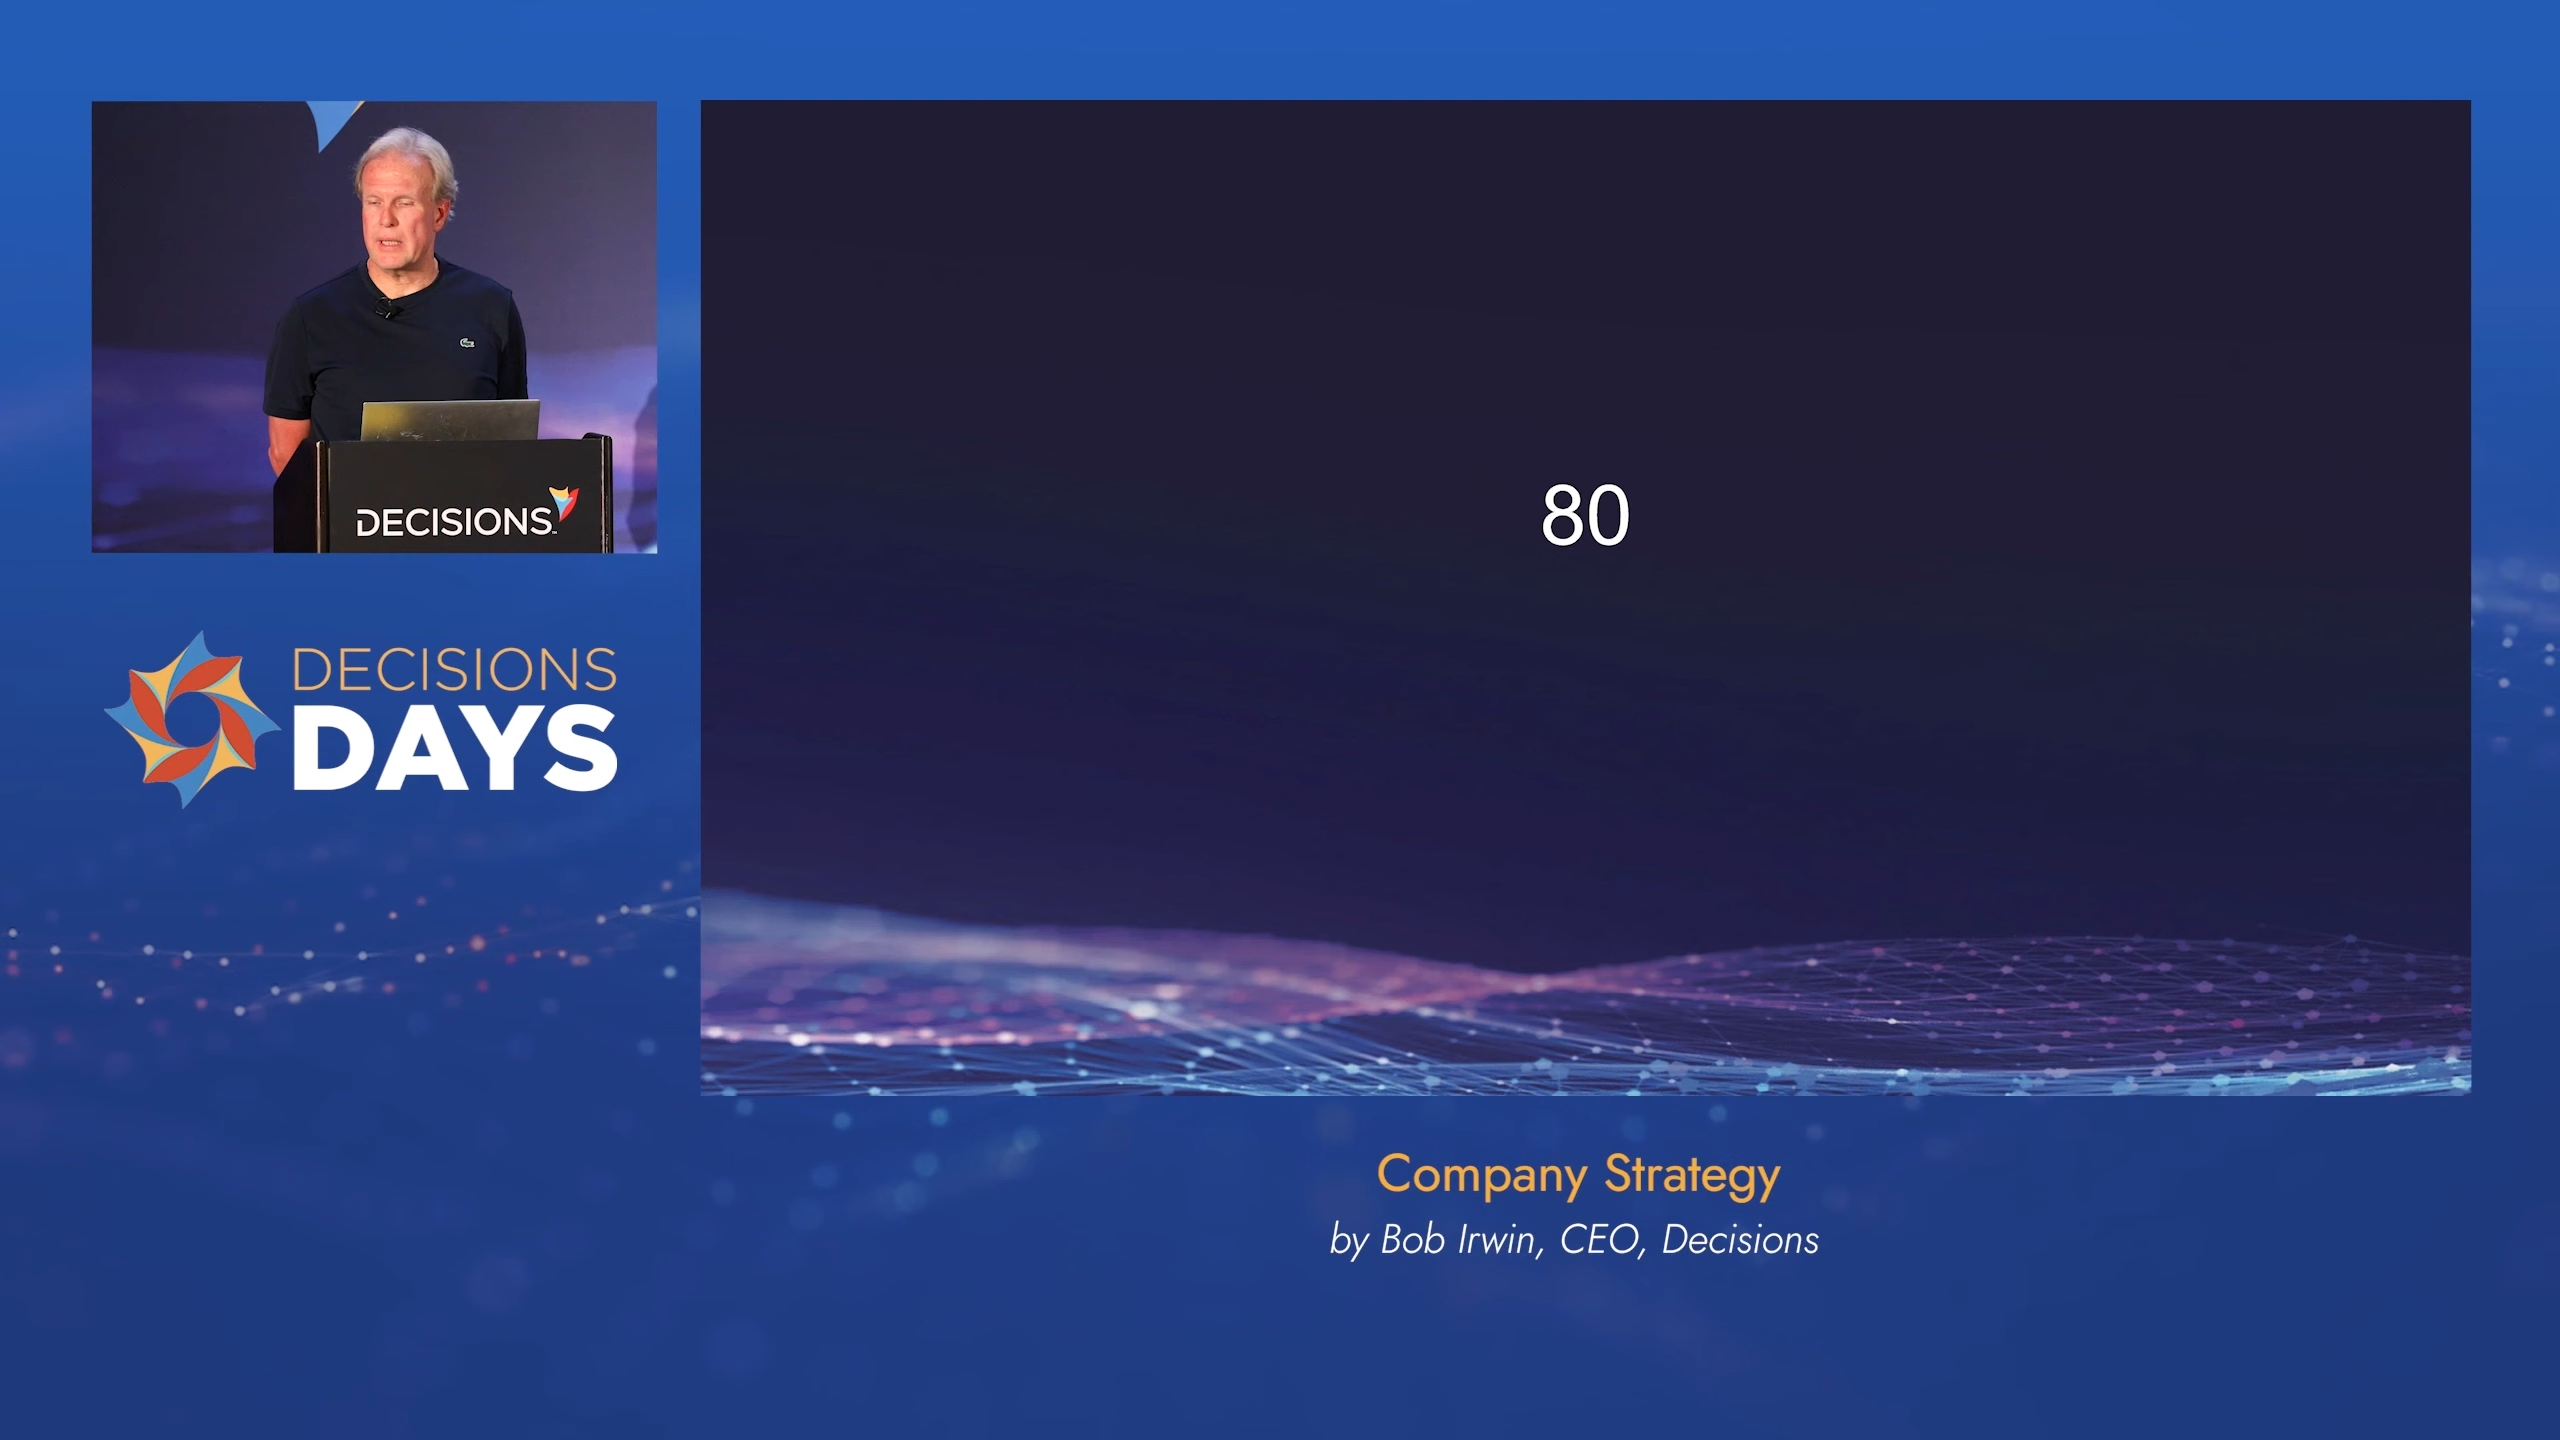 DECISIONS
DECISIONS
DAYS
80
Company Strategy
by Bob Irwin, CEO, Decisions